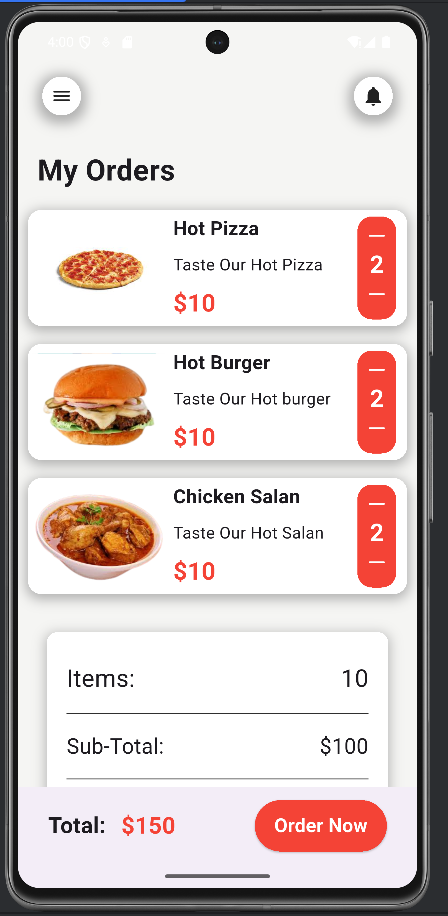 4:00
My Orders
Hot Pizza
Taste Our Hot Pizza
$10
2
Hot Burger
Taste Our Hot burger
$10
2
Chicken Salan
Taste Our Hot Salan
$10
2
Items: 10
Sub-Total: $100
Total: $150 Order Now